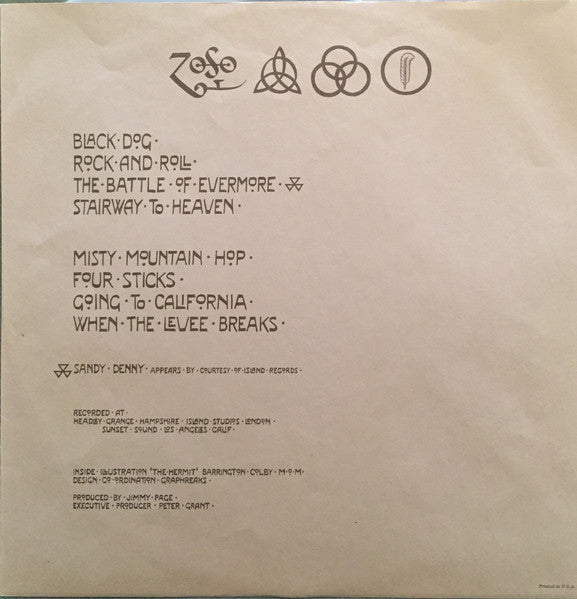 ZoSo
BLACK·DOG·
ROCK·AND·ROLL·
THE·BATTLE·OF·EVERMORE·
STAIRWAY·To·HEAVEN·
MISTY·MOUNTAIN·HOP·
FOUR·STICKS·
GOING·To·CALIFORNIA·
WHEN·THE·LEVEE·BREAKS·
SANDY·DENNY·APPEARS·BY·COURTESY·OF·ISLAND·RECORDS·
RECORDED·AT·
HEADLEY·GRANGE·HAMPSHIRE·ISLAND·STUDIOS·LONDON·
SUNSET·SOUND·LOS·ANGELES·CALIF·
INSIDE·ILLUSTRATION 'THE·HERMIT' BARRINGTON·COLBY·M·O·M·
DESIGN·CO·ORDINATION·GRAPHREAKS·
PRODUCED·BY·JIMMY·PAGE·
EXECUTIVE·PRODUCER·PETER·GRANT·
Printed in U.S.A.